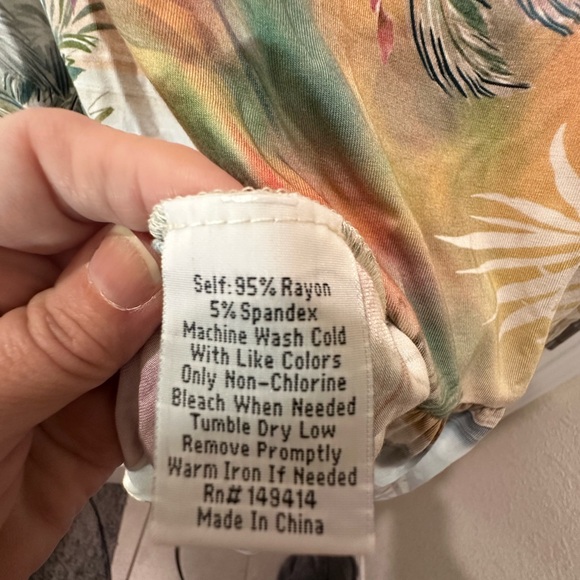 Self: 95% Rayon
5% Spandex
Machine Wash Cold
With Like Colors
Only Non-Chlorine
Bleach When Needed
Tumble Dry Low
Remove Promptly
Warm Iron If Needed
Rn# 149414
Made In China